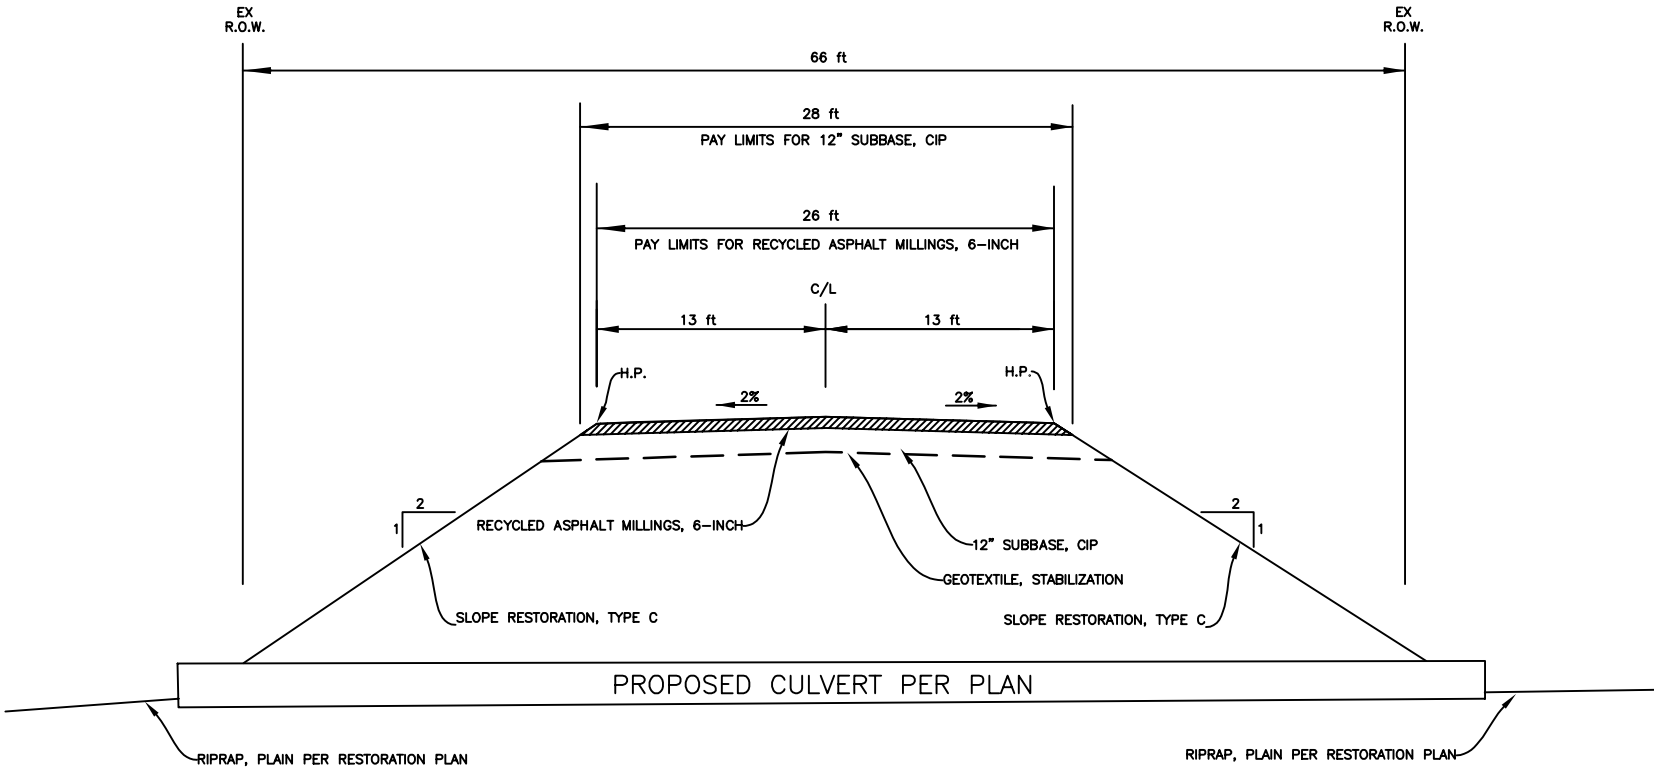 EX
R.O.W.
EX
R.O.W.
66 ft
28 ft
PAY LIMITS FOR 12" SUBBASE, CIP
26 ft
PAY LIMITS FOR RECYCLED ASPHALT MILLINGS, 6-INCH
C/L
13 ft
13 ft
H.P.
H.P.
2%
2%
2
1
2
1
RECYCLED ASPHALT MILLINGS, 6-INCH
12" SUBBASE, CIP
GEOTEXTILE, STABILIZATION
SLOPE RESTORATION, TYPE C
SLOPE RESTORATION, TYPE C
PROPOSED CULVERT PER PLAN
RIPRAP, PLAIN PER RESTORATION PLAN
RIPRAP, PLAIN PER RESTORATION PLAN